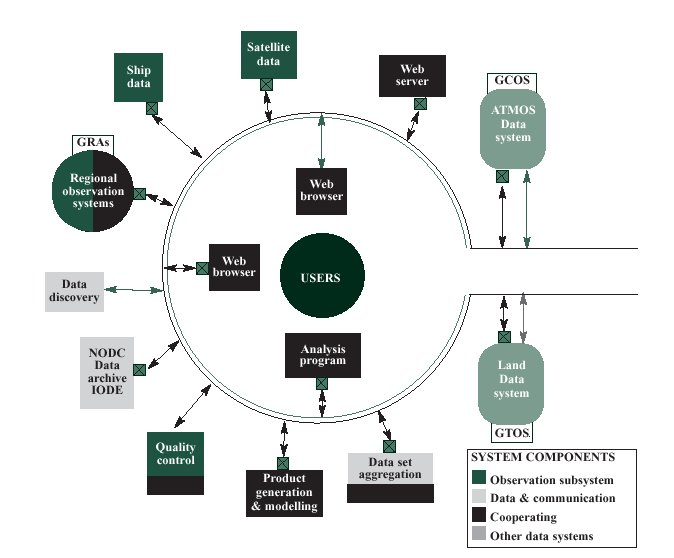 Satellite
data
Ship
data
Web
server
GCOS
ATMOS
Data
system
GRAs
Regional
observation
systems
Web
browser
Web
browser
USERS
Data
discovery
NODC
Data
archive
IODE
Analysis
program
Land
Data
system
GTOS
Quality
control
Product
generation
& modelling
Data set
aggregation
SYSTEM COMPONENTS
Observation subsystem
Data & communication
Cooperating
Other data systems